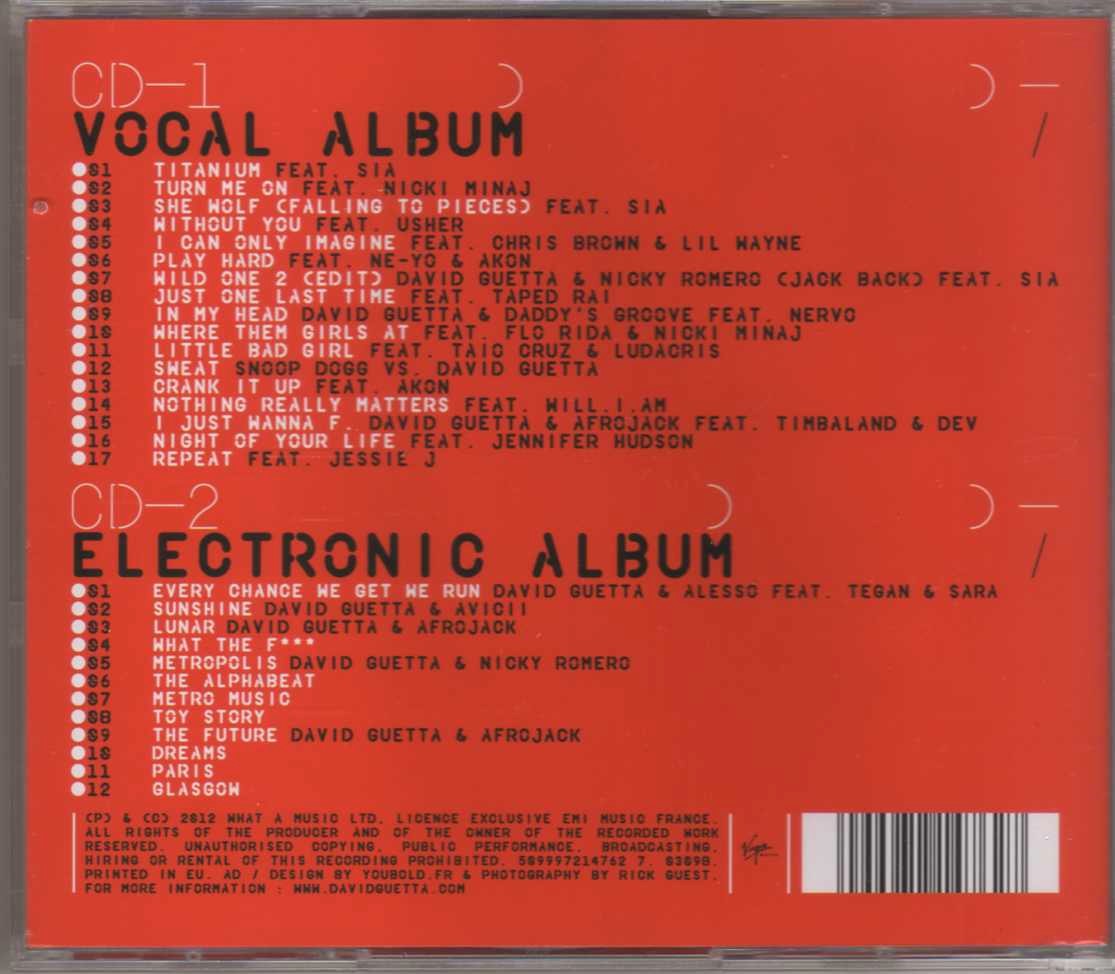 CD-1
VOCAL ALBUM
01 TITANIUM FEAT. SIA
02 TURN ME ON FEAT. NICKI MINAJ
03 SHE WOLF (FALLING TO PIECES) FEAT. SIA
04 WITHOUT YOU FEAT. USHER
05 I CAN ONLY IMAGINE FEAT. CHRIS BROWN & LIL WAYNE
06 PLAY HARD FEAT. NE-YO & AKON
07 WILD ONE 2 (EDIT) DAVID GUETTA & NICKY ROMERO (JACK BACK) FEAT. SIA
08 JUST ONE LAST TIME FEAT. TAPED RAI
09 IN MY HEAD DAVID GUETTA & DADDY'S GROOVE FEAT. NERVO
10 WHERE THEM GIRLS AT FEAT. FLO RIDA & NICKI MINAJ
11 LITTLE BAD GIRL FEAT. TAIO CRUZ & LUDACRIS
12 SWEAT SNOOP DOGG VS. DAVID GUETTA
13 CRANK IT UP FEAT. AKON
14 NOTHING REALLY MATTERS FEAT. WILL.I.AM
15 I JUST WANNA F. DAVID GUETTA & AFROJACK FEAT. TIMBALAND & DEV
16 NIGHT OF YOUR LIFE FEAT. JENNIFER HUDSON
17 REPEAT FEAT. JESSIE J
CD-2
ELECTRONIC ALBUM
01 EVERY CHANCE WE GET WE RUN DAVID GUETTA & ALESSO FEAT. TEGAN & SARA
02 SUNSHINE DAVID GUETTA & AVICII
03 LUNAR DAVID GUETTA & AFROJACK
04 WHAT THE F***
05 METROPOLIS DAVID GUETTA & NICKY ROMERO
06 THE ALPHABEAT
07 METRO MUSIC
08 TOY STORY
09 THE FUTURE DAVID GUETTA & AFROJACK
10 DREAMS
11 PARIS
12 GLASGOW
(P) & (C) 2012 WHAT A MUSIC LTD. LICENCE EXCLUSIVE EMI MUSIC FRANCE.
ALL RIGHTS OF THE PRODUCER AND OF THE OWNER OF THE RECORDED WORK
RESERVED. UNAUTHORISED COPYING, PUBLIC PERFORMANCE, BROADCASTING,
HIRING OR RENTAL OF THIS RECORDING PROHIBITED. 509997214762 7. 03098.
PRINTED IN EU. AD / DESIGN BY YOUBOLD.FR & PHOTOGRAPHY BY RICK GUEST.
FOR MORE INFORMATION : WWW.DAVIDGUETTA.COM
Virgin